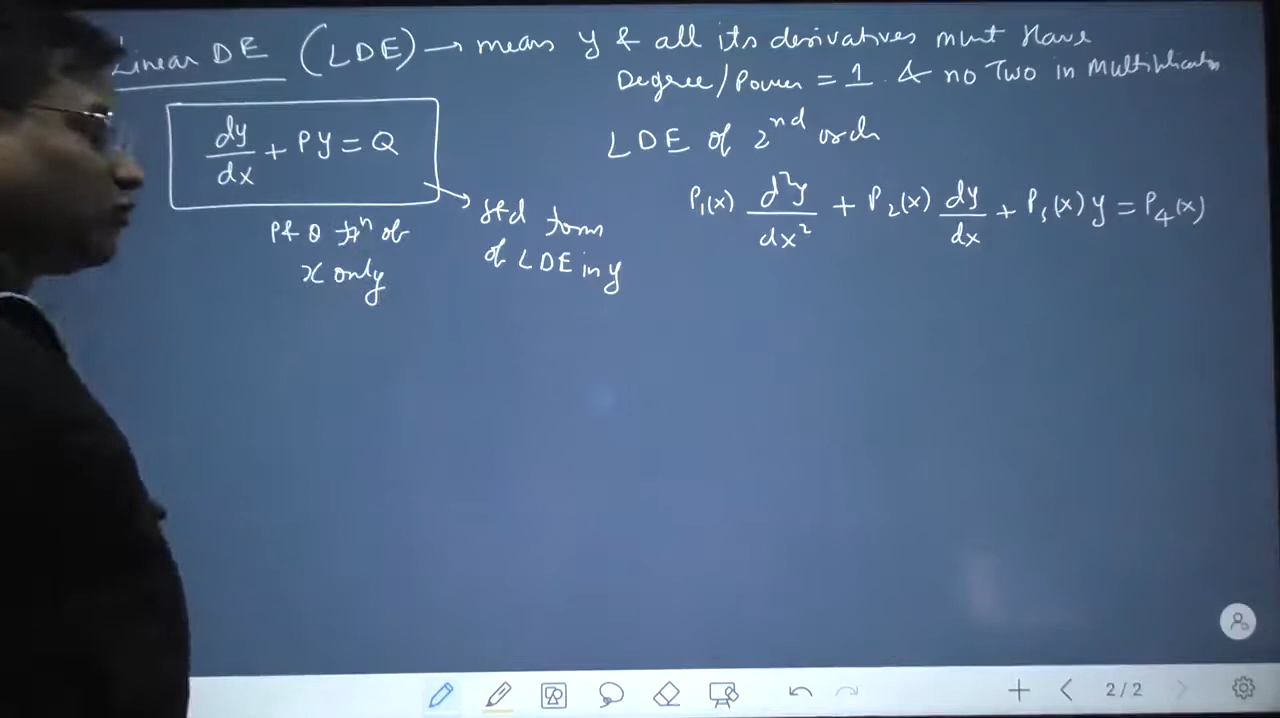 Linear DE (LDE) → means y & all its derivatives must Have
Degree/Power = 1 & no Two in Multiplication
dy/dx + Py = Q
LDE of 2nd order
P₁(x) d²y/dx² + P₂(x) dy/dx + P₃(x) y = P₄(x)
→ std form
of LDE in y
P & Q fⁿ of
x only
2/2